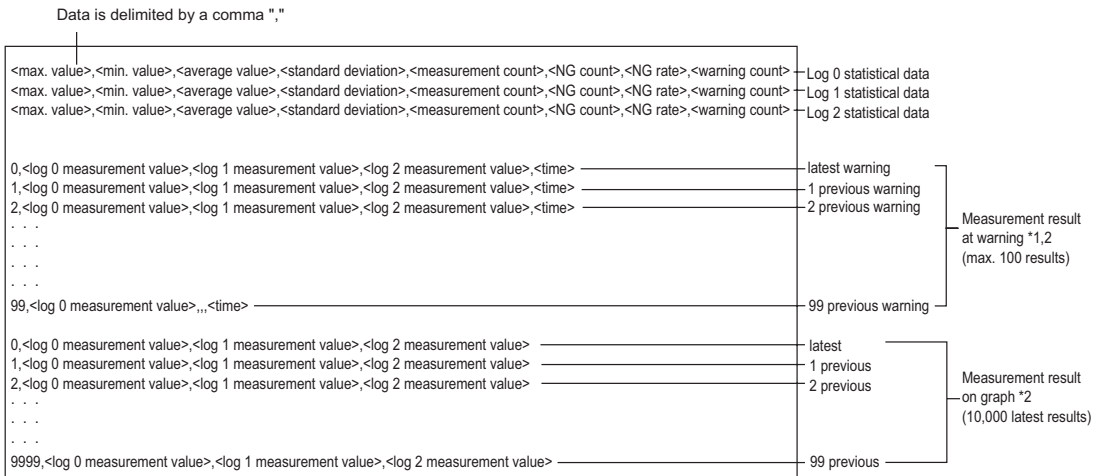 Data is delimited by a comma ","
<max. value>,<min. value>,<average value>,<standard deviation>,<measurement count>,<NG count>,<NG rate>,<warning count> Log 0 statistical data
<max. value>,<min. value>,<average value>,<standard deviation>,<measurement count>,<NG count>,<NG rate>,<warning count> Log 1 statistical data
<max. value>,<min. value>,<average value>,<standard deviation>,<measurement count>,<NG count>,<NG rate>,<warning count> Log 2 statistical data
0,<log 0 measurement value>,<log 1 measurement value>,<log 2 measurement value>,<time> latest warning
1,<log 0 measurement value>,<log 1 measurement value>,<log 2 measurement value>,<time> 1 previous warning
2,<log 0 measurement value>,<log 1 measurement value>,<log 2 measurement value>,<time> 2 previous warning
. . .
. . .
. . .
. . .
Measurement result
at warning *1,2
(max. 100 results)
99,<log 0 measurement value>,,,<time> 99 previous warning
0,<log 0 measurement value>,<log 1 measurement value>,<log 2 measurement value> latest
1,<log 0 measurement value>,<log 1 measurement value>,<log 2 measurement value> 1 previous
2,<log 0 measurement value>,<log 1 measurement value>,<log 2 measurement value> 2 previous
. . .
. . .
. . .
Measurement result
on graph *2
(10,000 latest results)
9999,<log 0 measurement value>,<log 1 measurement value>,<log 2 measurement value> 99 previous